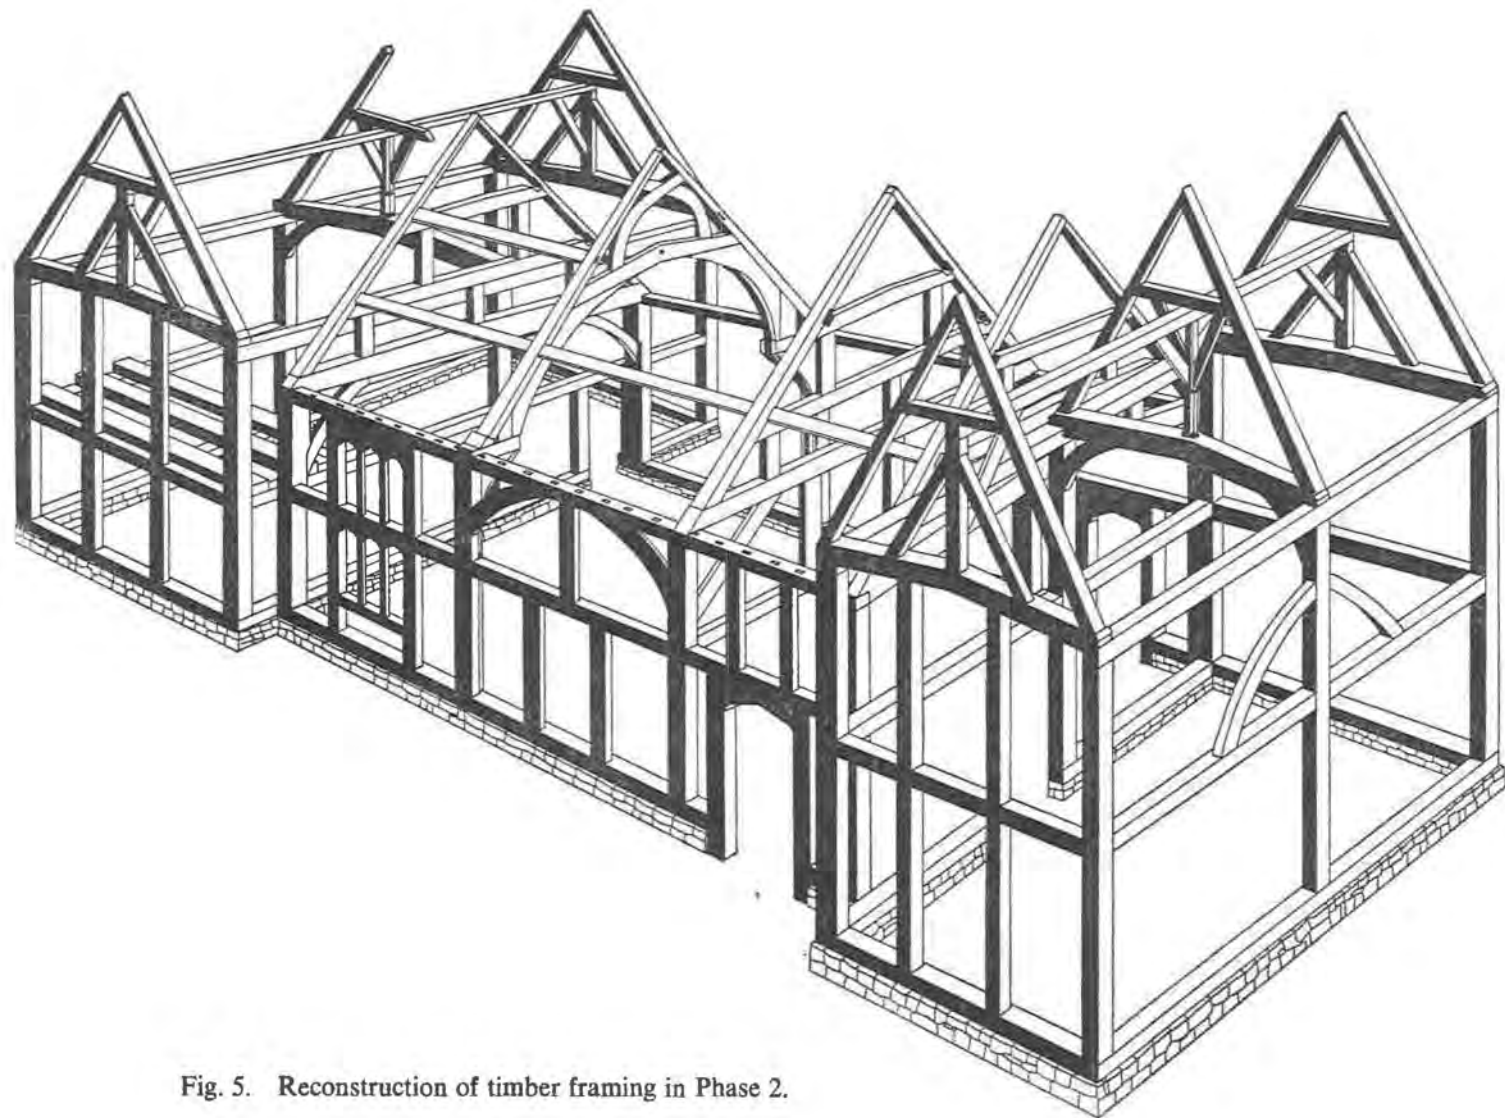 Fig. 5. Reconstruction of timber framing in Phase 2.